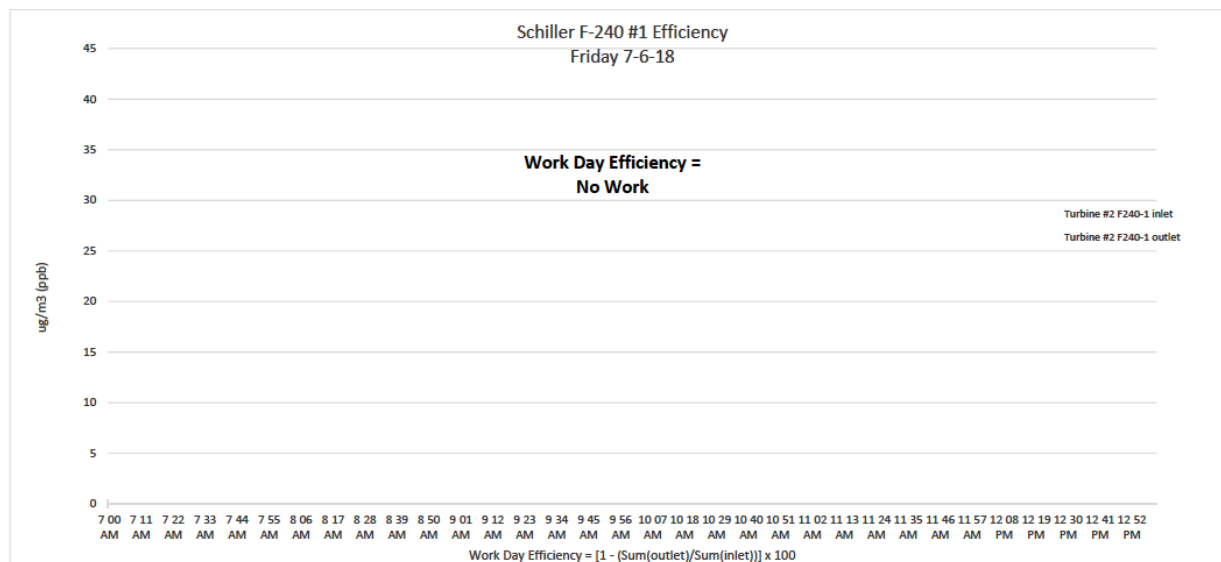 Schiller F-240 #1 Efficiency
Friday 7-6-18
45
40
35
30
25
20
15
10
5
0
ug/m3 (ppb)
Work Day Efficiency =
No Work
Turbine #2 F240-1 inlet
Turbine #2 F240-1 outlet
7 00 7 11 7 22 7 33 7 44 7 55 8 06 8 17 8 28 8 39 8 50 9 01 9 12 9 23 9 34 9 45 9 56 10 07 10 18 10 29 10 40 10 51 11 02 11 13 11 24 11 35 11 46 11 57 12 08 12 19 12 30 12 41 12 52
AM AM AM AM AM AM AM AM AM AM AM AM AM AM AM AM AM AM AM AM AM AM AM AM AM AM AM AM PM PM PM PM PM
Work Day Efficiency = [1 - (Sum(outlet)/Sum(inlet))] x 100